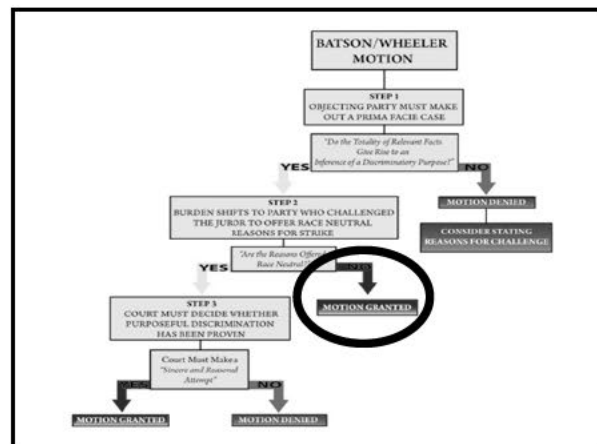 BATSON/WHEELER
MOTION
STEP 1
OBJECTING PARTY MUST MAKE
OUT A PRIMA FACIE CASE
"Do the Totality of Relevant Facts
Give Rise to an
Inference of a Discriminatory Purpose?"
YES
NO
STEP 2
BURDEN SHIFTS TO PARTY WHO CHALLENGED
THE JUROR TO OFFER RACE NEUTRAL
REASONS FOR STRIKE
MOTION DENIED
CONSIDER STATING
REASONS FOR CHALLENGE
"Are the Reasons Offered
Race Neutral?"
YES
NO
STEP 3
COURT MUST DECIDE WHETHER
PURPOSEFUL DISCRIMINATION
HAS BEEN PROVEN
MOTION GRANTED
Court Must Make a
"Sincere and Reasoned
Attempt"
YES
NO
MOTION GRANTED
MOTION DENIED